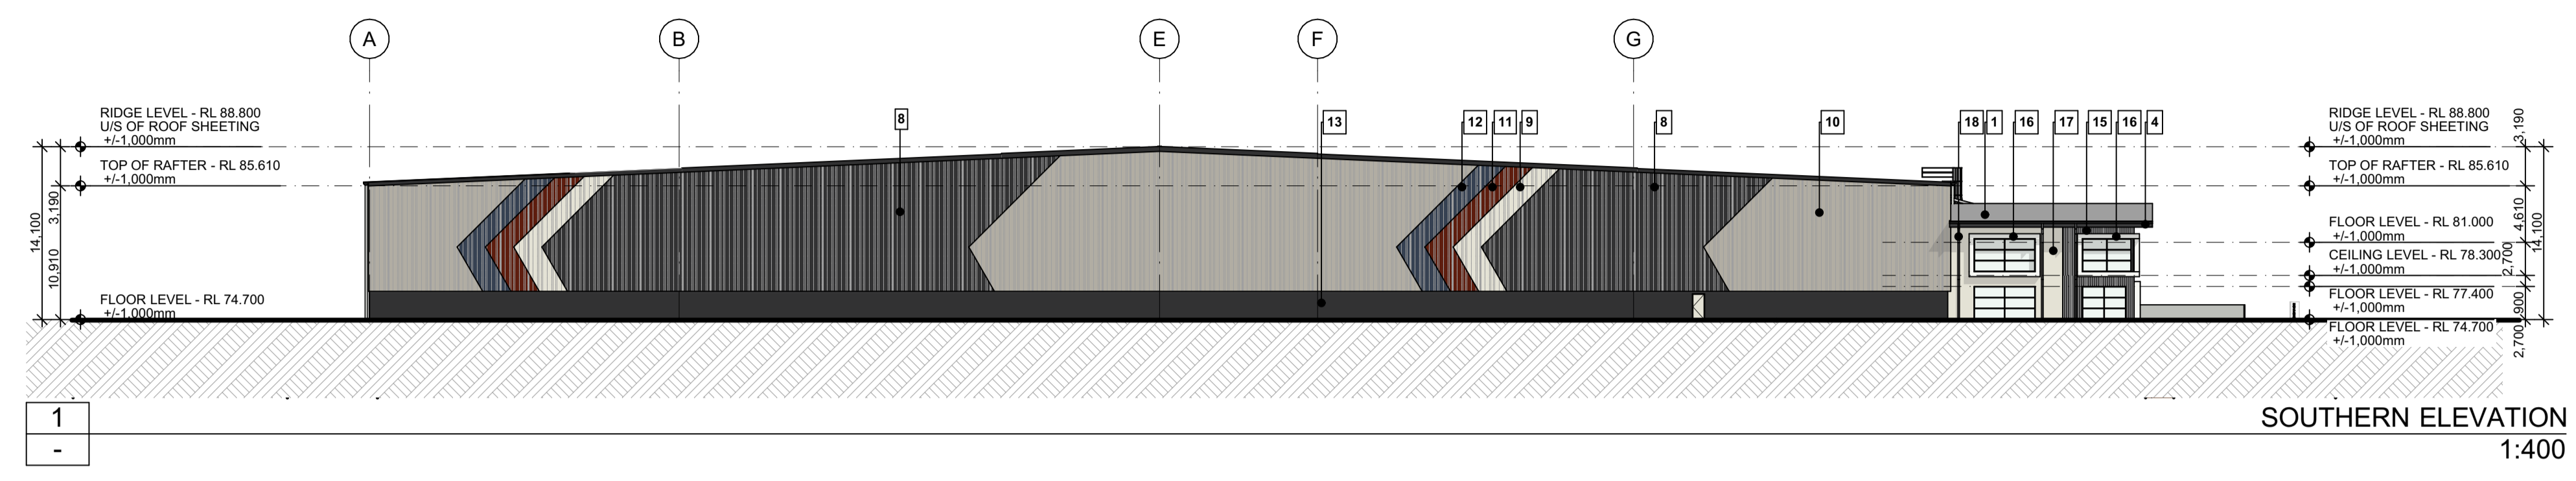 A
B
E
F
G
RIDGE LEVEL - RL 88.800
U/S OF ROOF SHEETING
+/-1,000mm
TOP OF RAFTER - RL 85.610
+/-1,000mm
FLOOR LEVEL - RL 74.700
+/-1,000mm
14,100
3,190
10,910
8
13
12
11
9
8
10
18
1
16
17
15
16
4
RIDGE LEVEL - RL 88.800
U/S OF ROOF SHEETING
+/-1,000mm
TOP OF RAFTER - RL 85.610
+/-1,000mm
FLOOR LEVEL - RL 81.000
+/-1,000mm
CEILING LEVEL - RL 78.300
+/-1,000mm
FLOOR LEVEL - RL 77.400
+/-1,000mm
FLOOR LEVEL - RL 74.700
+/-1,000mm
3,190
4,610
2,700
900
2,700
14,100
1
-
SOUTHERN ELEVATION
1:400